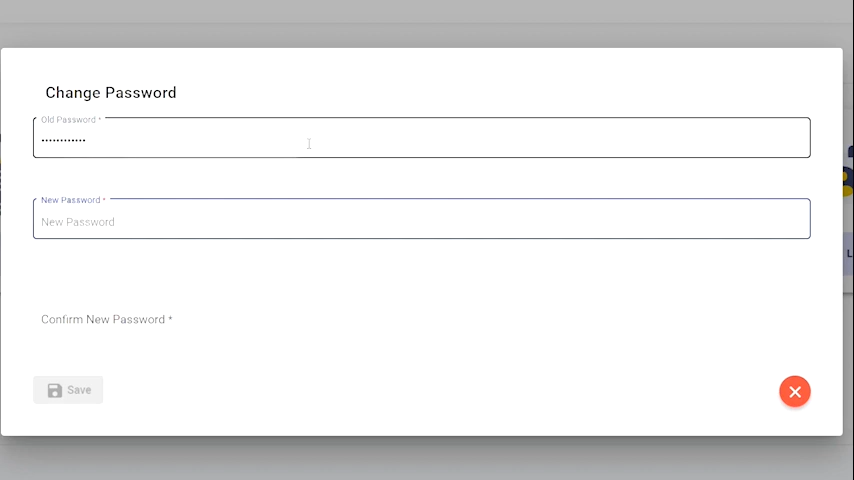 Change Password
Old Password *
••••••••••••
New Password *
New Password
Confirm New Password *
Save
L